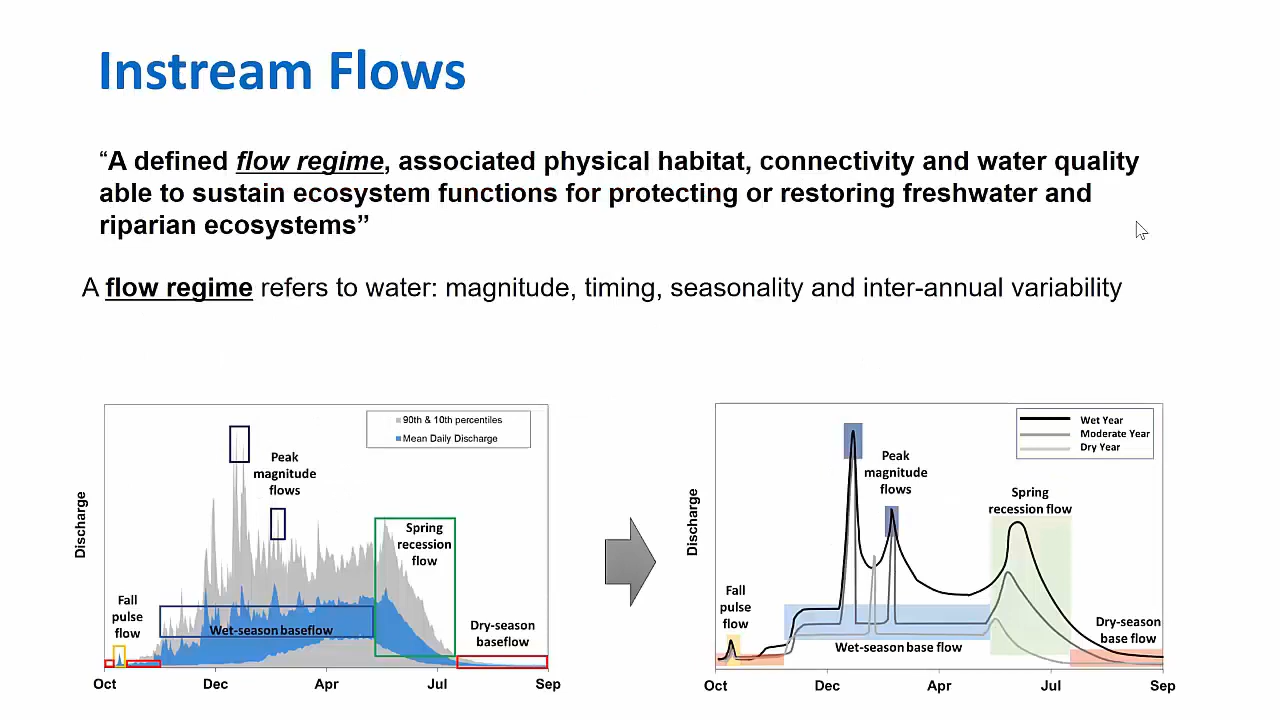 Instream Flows
“A defined flow regime, associated physical habitat, connectivity and water quality
able to sustain ecosystem functions for protecting or restoring freshwater and
riparian ecosystems”
A flow regime refers to water: magnitude, timing, seasonality and inter-annual variability
90th & 10th percentiles
Mean Daily Discharge
Peak
magnitude
flows
Spring
recession
flow
Fall
pulse
flow
Wet-season baseflow
Dry-season
baseflow
Discharge
Oct
Dec
Apr
Jul
Sep
Wet Year
Moderate Year
Dry Year
Peak
magnitude
flows
Spring
recession flow
Fall
pulse
flow
Wet-season base flow
Dry-season
base flow
Discharge
Oct
Dec
Apr
Jul
Sep